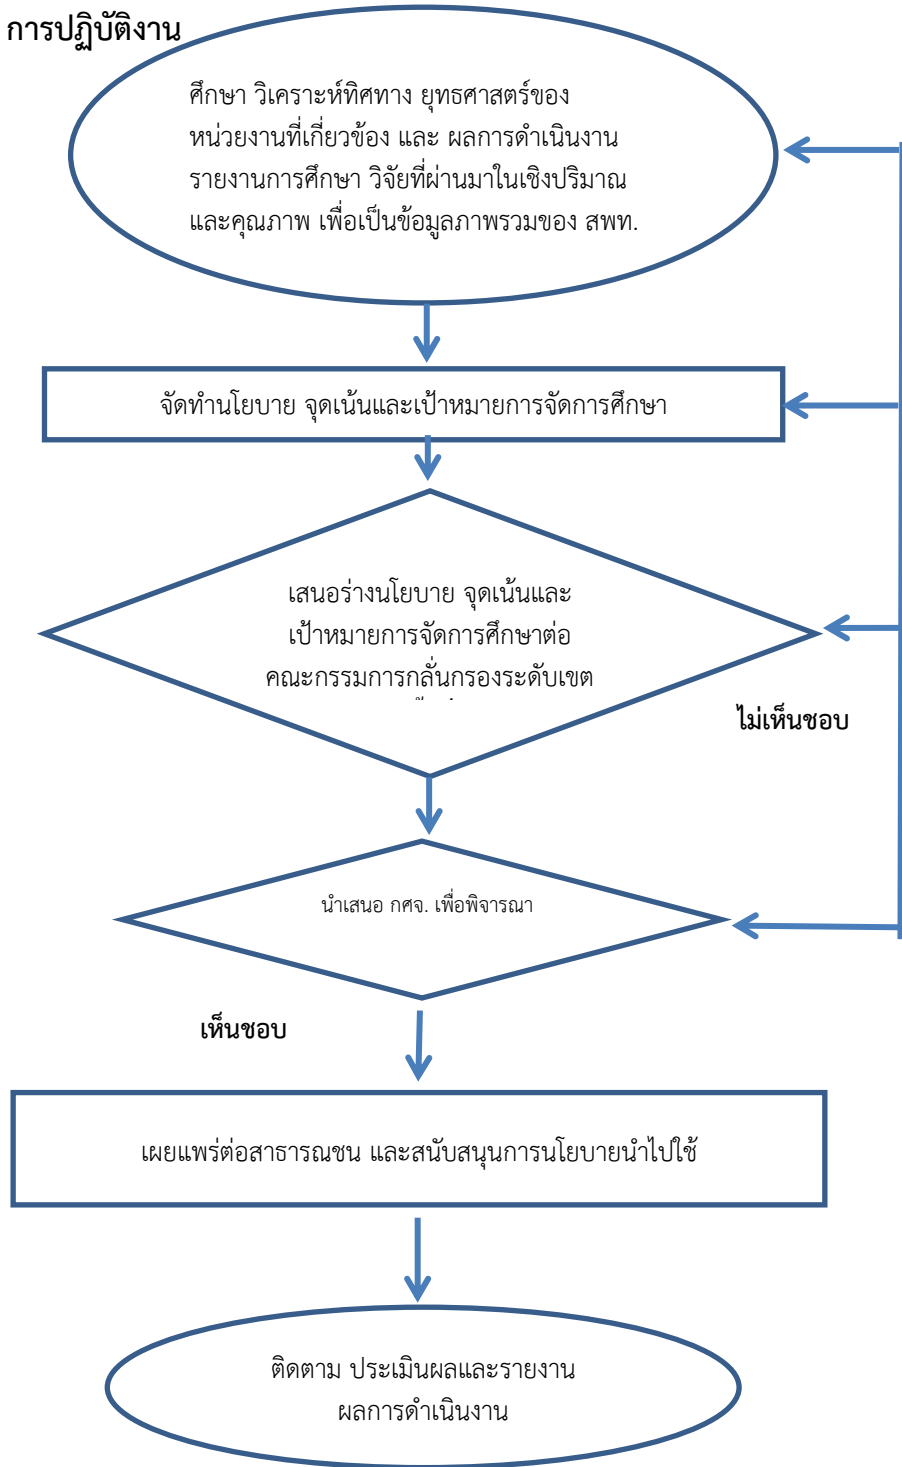 การปฏิบัติงาน
ศึกษา วิเคราะห์ทิศทาง ยุทธศาสตร์ของ
หน่วยงานที่เกี่ยวข้อง และ ผลการดำเนินงาน
รายงานการศึกษา วิจัยที่ผ่านมาในเชิงปริมาณ
และคุณภาพ เพื่อเป็นข้อมูลภาพรวมของ สพท.
จัดทำนโยบาย จุดเน้นและเป้าหมายการจัดการศึกษา
เสนอร่างนโยบาย จุดเน้นและ
เป้าหมายการจัดการศึกษาต่อ
คณะกรรมการกลั่นกรองระดับเขต
ไม่เห็นชอบ
นำเสนอ กศจ. เพื่อพิจารณา
เห็นชอบ
เผยแพร่ต่อสาธารณชน และสนับสนุนการนโยบายนำไปใช้
ติดตาม ประเมินผลและรายงาน
ผลการดำเนินงาน